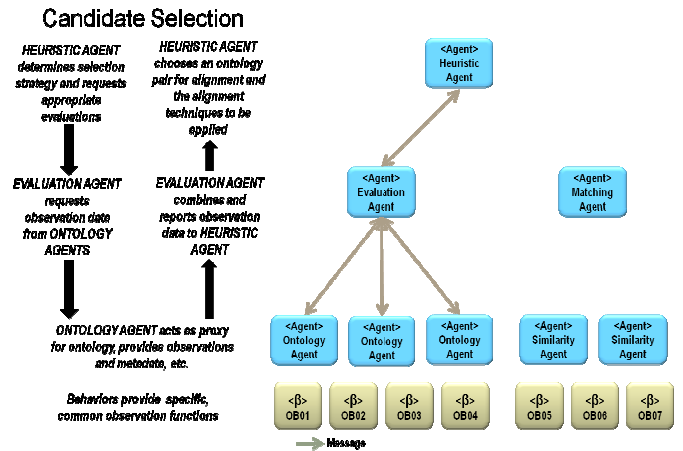 Candidate Selection
HEURISTIC AGENT
determines selection
strategy and requests
appropriate
evaluations
HEURISTIC AGENT
chooses an ontology
pair for alignment and
the alignment
techniques to be
applied
EVALUATION AGENT
requests
observation data
from ONTOLOGY
AGENTS
EVALUATION AGENT
combines and
reports observation
data to HEURISTIC
AGENT
ONTOLOGY AGENT acts as proxy
for ontology, provides observations
and metadate, etc.
Behaviors provide specific,
common observation functions
<Agent>
Heuristic
Agent
<Agent>
Evaluation
Agent
<Agent>
Matching
Agent
<Agent>
Ontology
Agent
<Agent>
Ontology
Agent
<Agent>
Ontology
Agent
<Agent>
Similarity
Agent
<Agent>
Similarity
Agent
<β>
OB01
<β>
OB02
<β>
OB03
<β>
OB04
<β>
OB05
<β>
OB06
<β>
OB07
Message